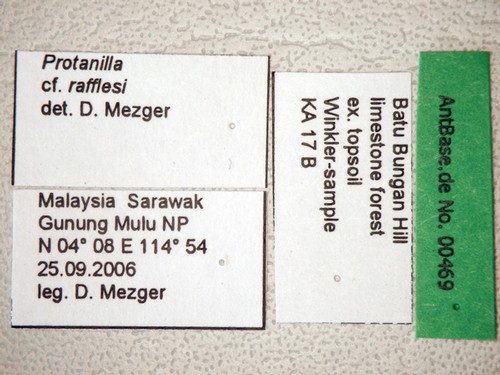 Protanilla
cf. rafflesi
det. D. Mezger
Malaysia Sarawak
Gunung Mulu NP
N 04° 08 E 114° 54
25.09.2006
leg. D. Mezger
Batu Bungan Hill
limestone forest
ex. topsoil
Winkler-sample
KA 17 B
AntBase.de No. 00469